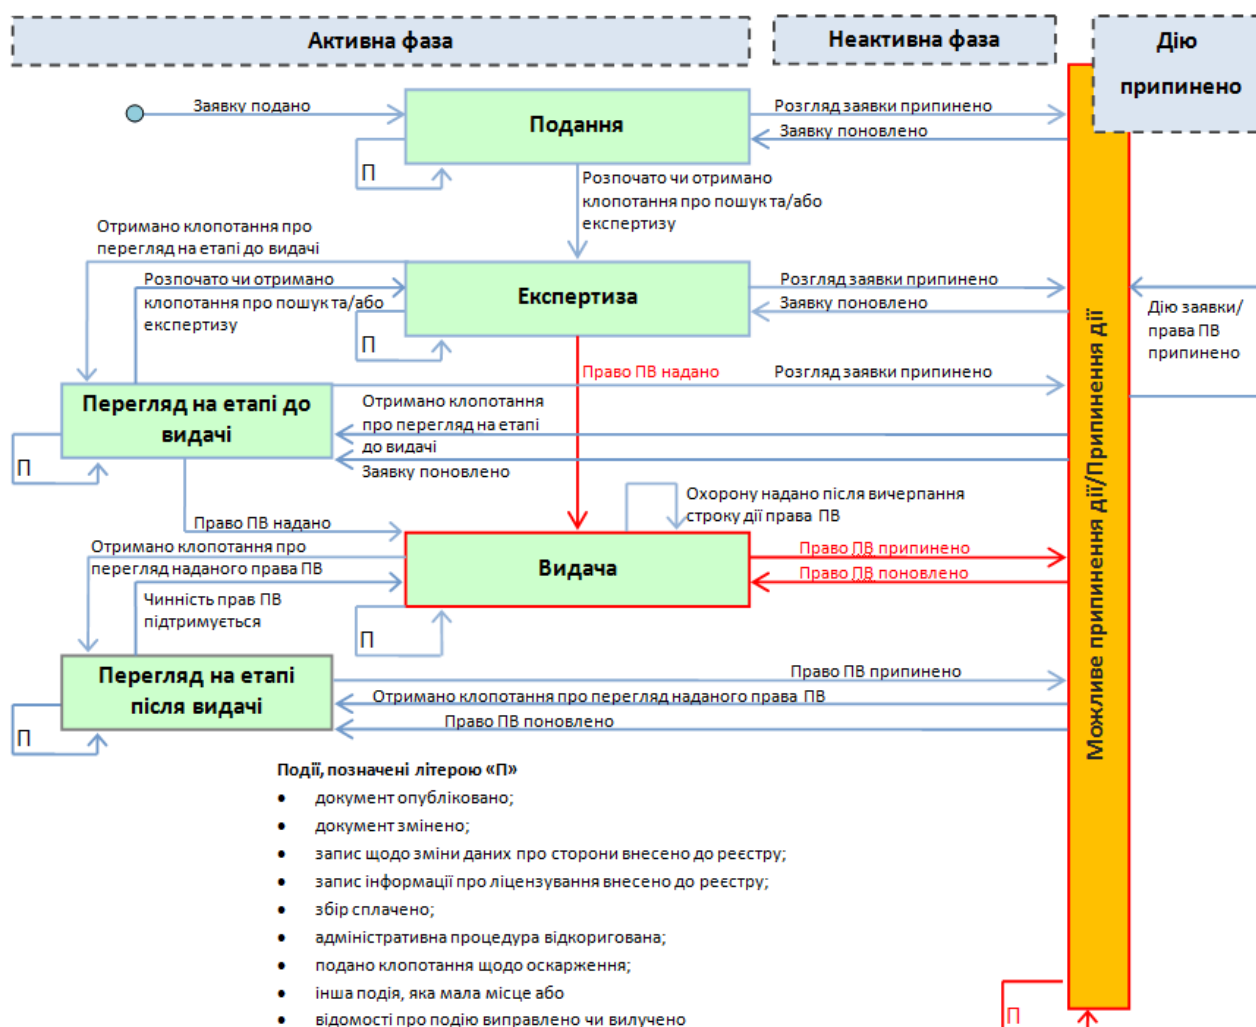 Активна фаза
Неактивна фаза
Дію
припинено
Заявку подано
Подання
Розгляд заявки припинено
Заявку поновлено
П
Розпочато чи отримано
клопотання про пошук та/або
експертизу
Отримано клопотання про
перегляд на етапі до видачі
Розпочато чи отримано
клопотання про пошук та/або
експертизу
Експертиза
Розгляд заявки припинено
Заявку поновлено
П
Дію заявки/
права ПВ
припинено
Право ПВ надано
Розгляд заявки припинено
Перегляд на етапі до
видачі
Отримано клопотання
про перегляд на етапі
до видачі
Заявку поновлено
П
Право ПВ надано
Охорону надано після вичерпання
строку дії права ПВ
Отримано клопотання про
перегляд наданого права ПВ
Видача
Право ПВ припинено
Право ПВ поновлено
Чинність прав ПВ
підтримується
П
Перегляд на етапі
після видачі
Право ПВ припинено
Отримано клопотання про перегляд наданого права ПВ
Право ПВ поновлено
П
Можливе припинення дії/Припинення дії
Події, позначені літерою «П»
• документ опубліковано;
• документ змінено;
• запис щодо зміни даних про сторони внесено до реєстру;
• запис інформації про ліцензування внесено до реєстру;
• збір сплачено;
• адміністративна процедура відкоригована;
• подано клопотання щодо оскарження;
• інша подія, яка мала місце або
• відомості про подію виправлено чи вилучено
П